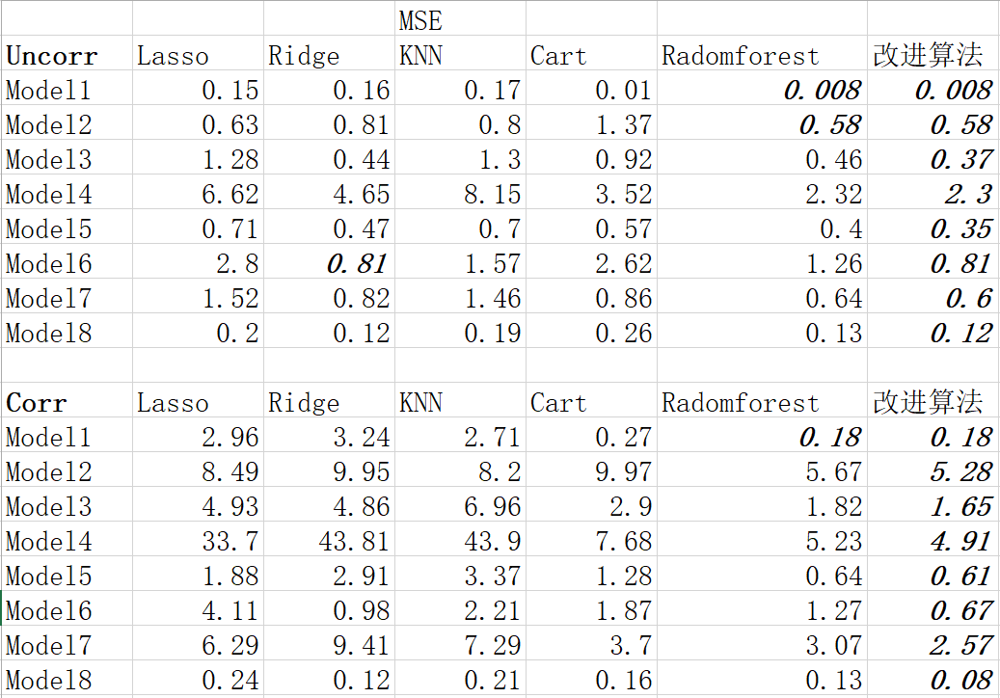 MSE
Uncorr Lasso Ridge KNN Cart Radomforest 改进算法
Model1 0.15 0.16 0.17 0.01 0.008 0.008
Model2 0.63 0.81 0.8 1.37 0.58 0.58
Model3 1.28 0.44 1.3 0.92 0.46 0.37
Model4 6.62 4.65 8.15 3.52 2.32 2.3
Model5 0.71 0.47 0.7 0.57 0.4 0.35
Model6 2.8 0.81 1.57 2.62 1.26 0.81
Model7 1.52 0.82 1.46 0.86 0.64 0.6
Model8 0.2 0.12 0.19 0.26 0.13 0.12
Corr Lasso Ridge KNN Cart Radomforest 改进算法
Model1 2.96 3.24 2.71 0.27 0.18 0.18
Model2 8.49 9.95 8.2 9.97 5.67 5.28
Model3 4.93 4.86 6.96 2.9 1.82 1.65
Model4 33.7 43.81 43.9 7.68 5.23 4.91
Model5 1.88 2.91 3.37 1.28 0.64 0.61
Model6 4.11 0.98 2.21 1.87 1.27 0.67
Model7 6.29 9.41 7.29 3.7 3.07 2.57
Model8 0.24 0.12 0.21 0.16 0.13 0.08